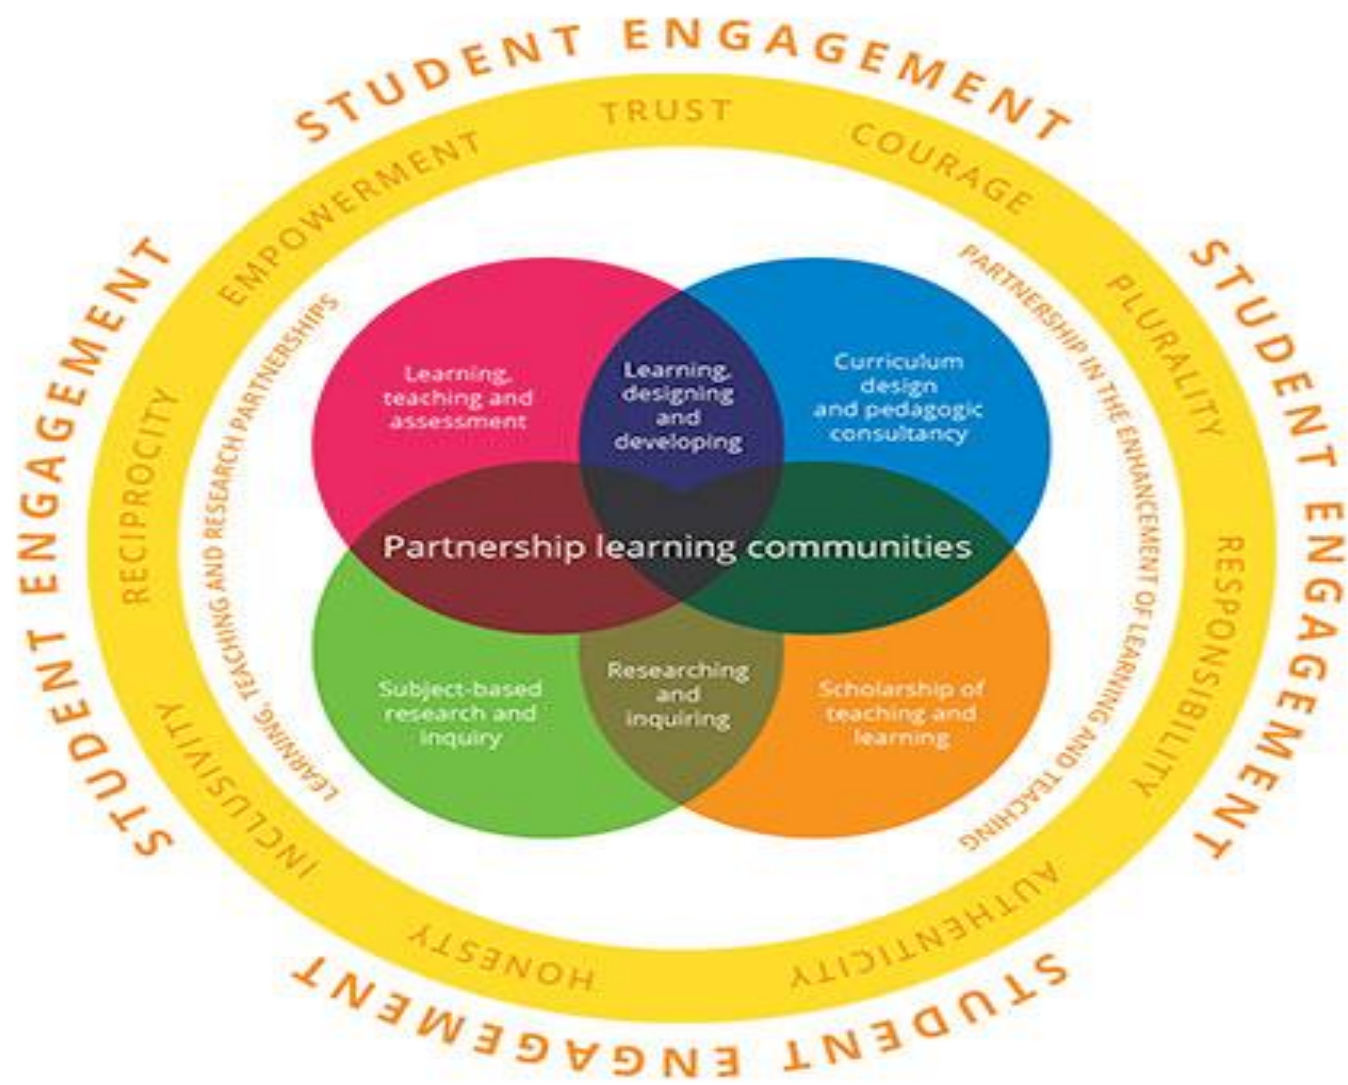 STUDENT ENGAGEMENT
STUDENT ENGAGEMENT
STUDENT ENGAGEMENT
STUDENT ENGAGEMENT
TRUST
COURAGE
PLURALITY
RESPONSIBILITY
AUTHENTICITY
HONESTY
INCLUSIVITY
RECIPROCITY
EMPOWERMENT
LEARNING, TEACHING AND RESEARCH PARTNERSHIPS
PARTNERSHIP IN THE ENHANCEMENT OF LEARNING AND TEACHING
Learning,
teaching and
assessment
Learning,
designing
and
developing
Curriculum
design
and pedagogic
consultancy
Partnership learning communities
Subject-based
research and
inquiry
Researching
and
inquiring
Scholarship of
teaching and
learning